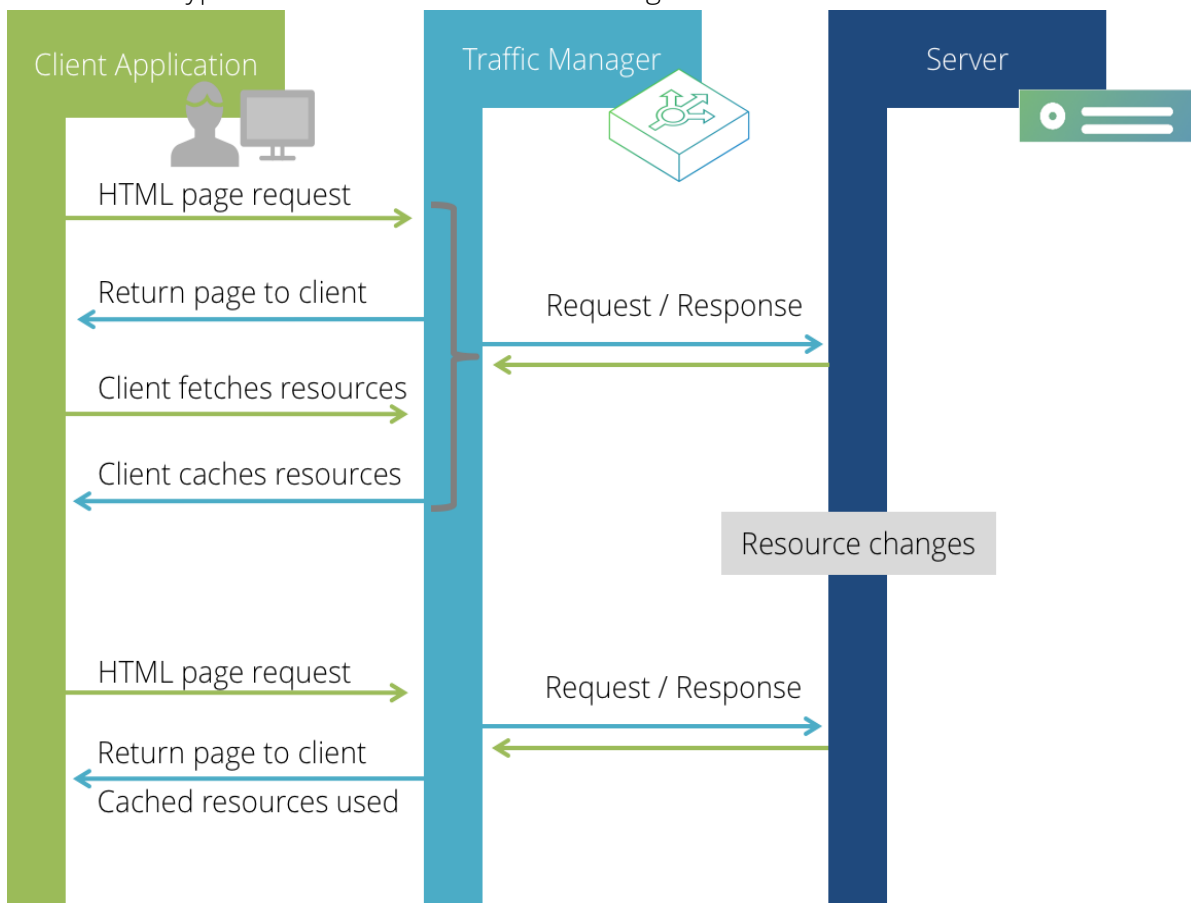 Client Application
Traffic Manager
Server
HTML page request
Return page to client
Request / Response
Client fetches resources
Client caches resources
Resource changes
HTML page request
Request / Response
Return page to client
Cached resources used